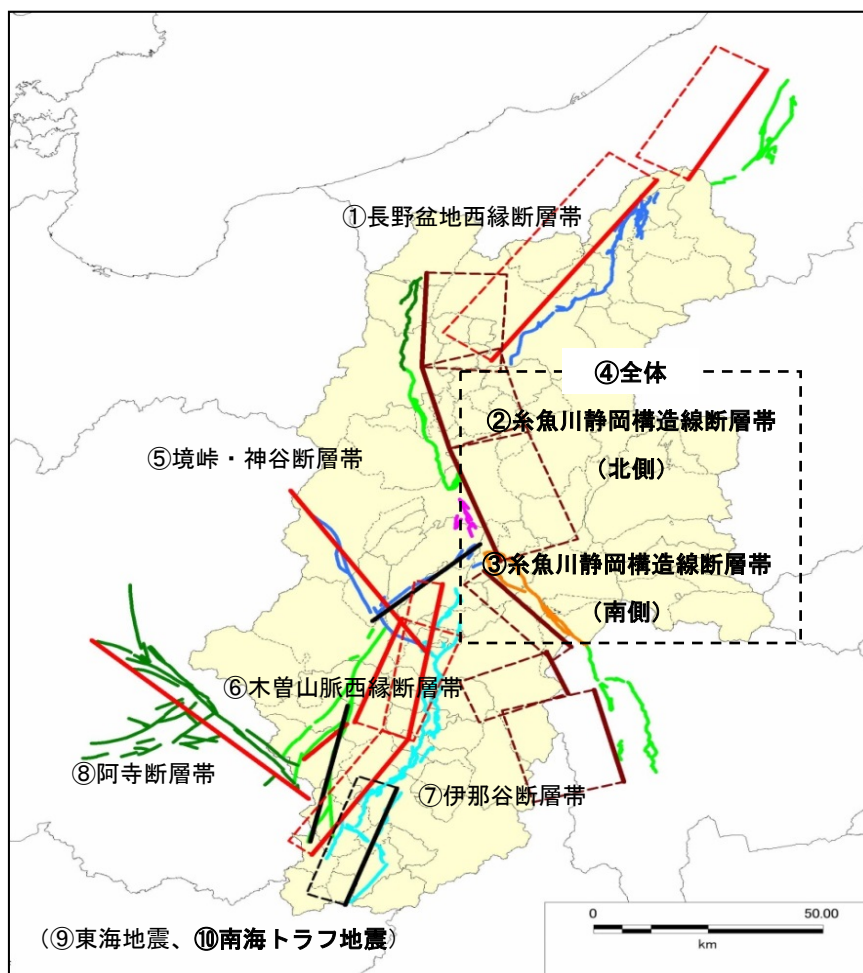 ①長野盆地西縁断層帯
④全体
②糸魚川静岡構造線断層帯
（北側）
⑤境峠・神谷断層帯
③糸魚川静岡構造線断層帯
（南側）
⑥木曽山脈西縁断層帯
⑧阿寺断層帯
⑦伊那谷断層帯
（⑨東海地震、⑩南海トラフ地震）
0 50.00
km